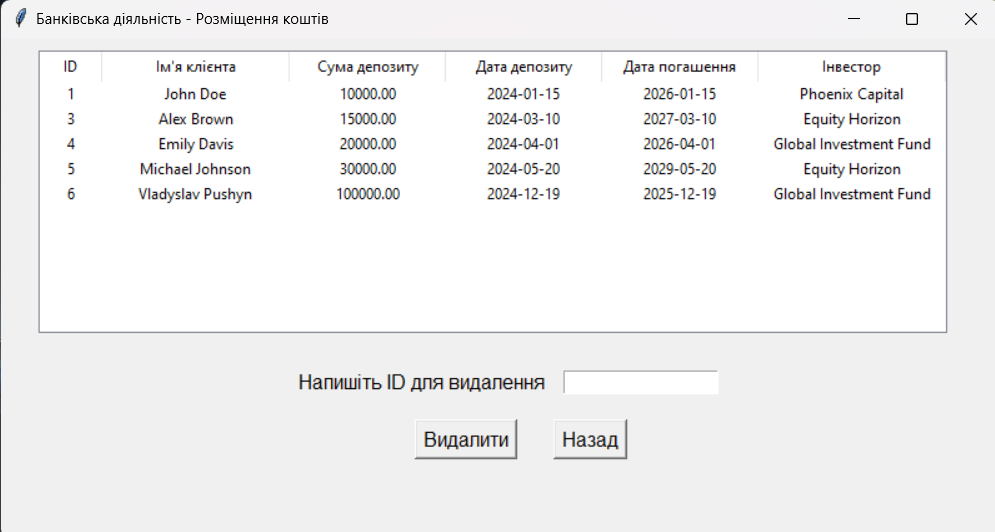 Банківська діяльність - Розміщення коштів
ID Ім'я клієнта Сума депозиту Дата депозиту Дата погашення Інвестор
1 John Doe 10000.00 2024-01-15 2026-01-15 Phoenix Capital
3 Alex Brown 15000.00 2024-03-10 2027-03-10 Equity Horizon
4 Emily Davis 20000.00 2024-04-01 2026-04-01 Global Investment Fund
5 Michael Johnson 30000.00 2024-05-20 2029-05-20 Equity Horizon
6 Vladyslav Pushyn 100000.00 2024-12-19 2025-12-19 Global Investment Fund
Напишіть ID для видалення
Видалити Назад